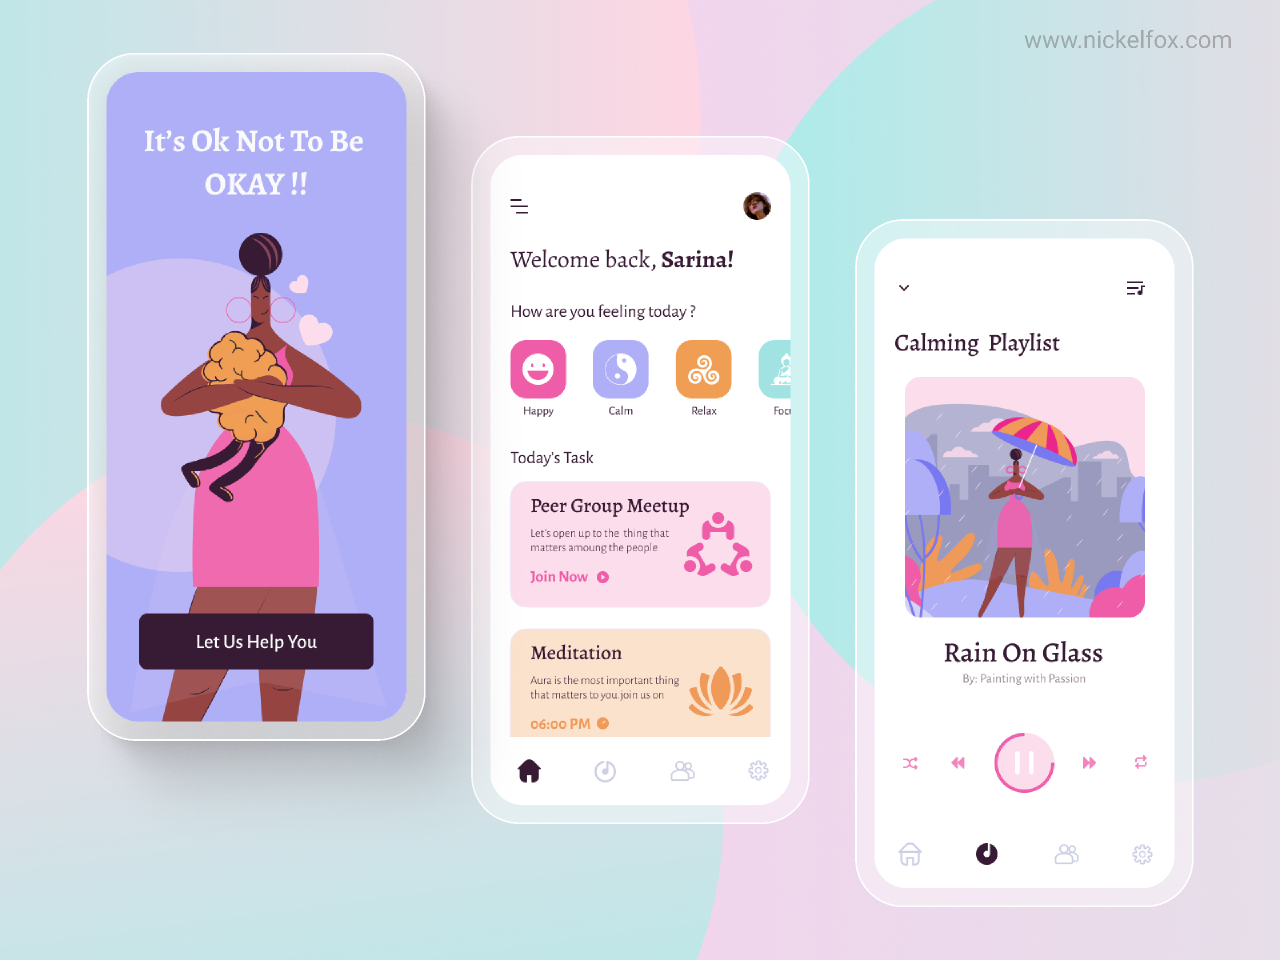 www.nickelfox.com
It's Ok Not To Be
OKAY !!
Let Us Help You
Welcome back, Sarina!
How are you feeling today ?
Happy
Calm
Relax
Focu
Today's Task
Peer Group Meetup
Let's open up to the thing that
matters amoung the people
Join Now
Meditation
Aura is the most important thing
that matters to you.join us on
06:00 PM
Calming Playlist
Rain On Glass
By: Painting with Passion